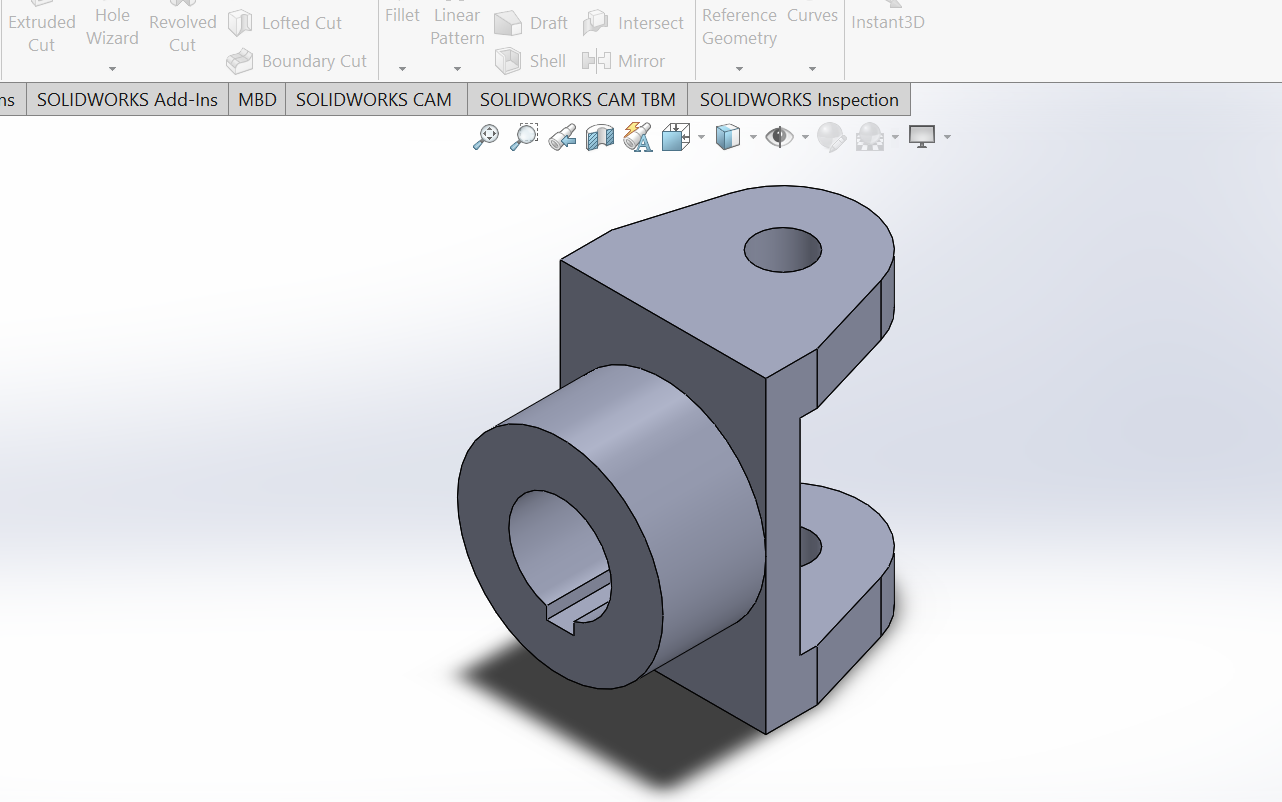 Extruded
Cut
Hole
Wizard
Revolved
Cut
Lofted Cut
Boundary Cut
Fillet
Linear
Pattern
Draft
Shell
Intersect
Mirror
Reference
Geometry
Curves
Instant3D
SOLIDWORKS Add-Ins
MBD
SOLIDWORKS CAM
SOLIDWORKS CAM TBM
SOLIDWORKS Inspection